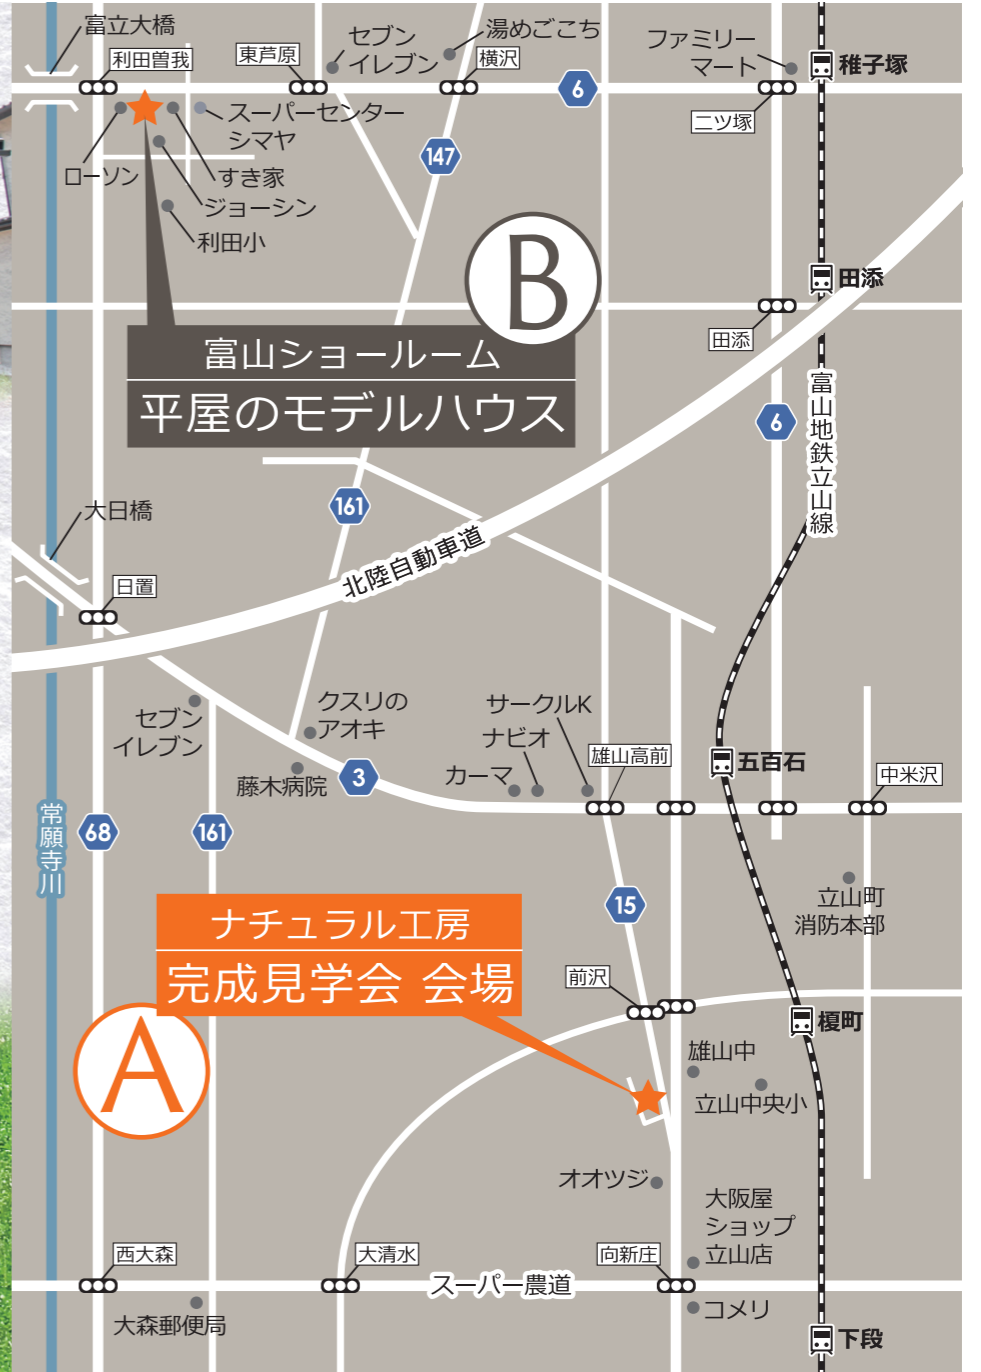 富立大橋
利田曽我
東芦原
セブン
イレブン
湯めごこち
横沢
ファミリー
マート
稚子塚
6
二ツ塚
スーパーセンター
シマヤ
ローソン
すき家
ジョーシン
利田小
147
B
田添
田添
富山ショールーム
平屋のモデルハウス
6
富山地鉄立山線
161
大日橋
北陸自動車道
日置
セブン
イレブン
クスリの
アオキ
藤木病院
3
サークルK
ナビオ
カーマ
雄山高前
五百石
中米沢
常願寺川
68
161
立山町
消防本部
15
ナチュラル工房
完成見学会 会場
前沢
榎町
A
雄山中
立山中央小
オオツジ
大阪屋
ショップ
立山店
西大森
大清水
向新庄
スーパー農道
大森郵便局
コメリ
下段